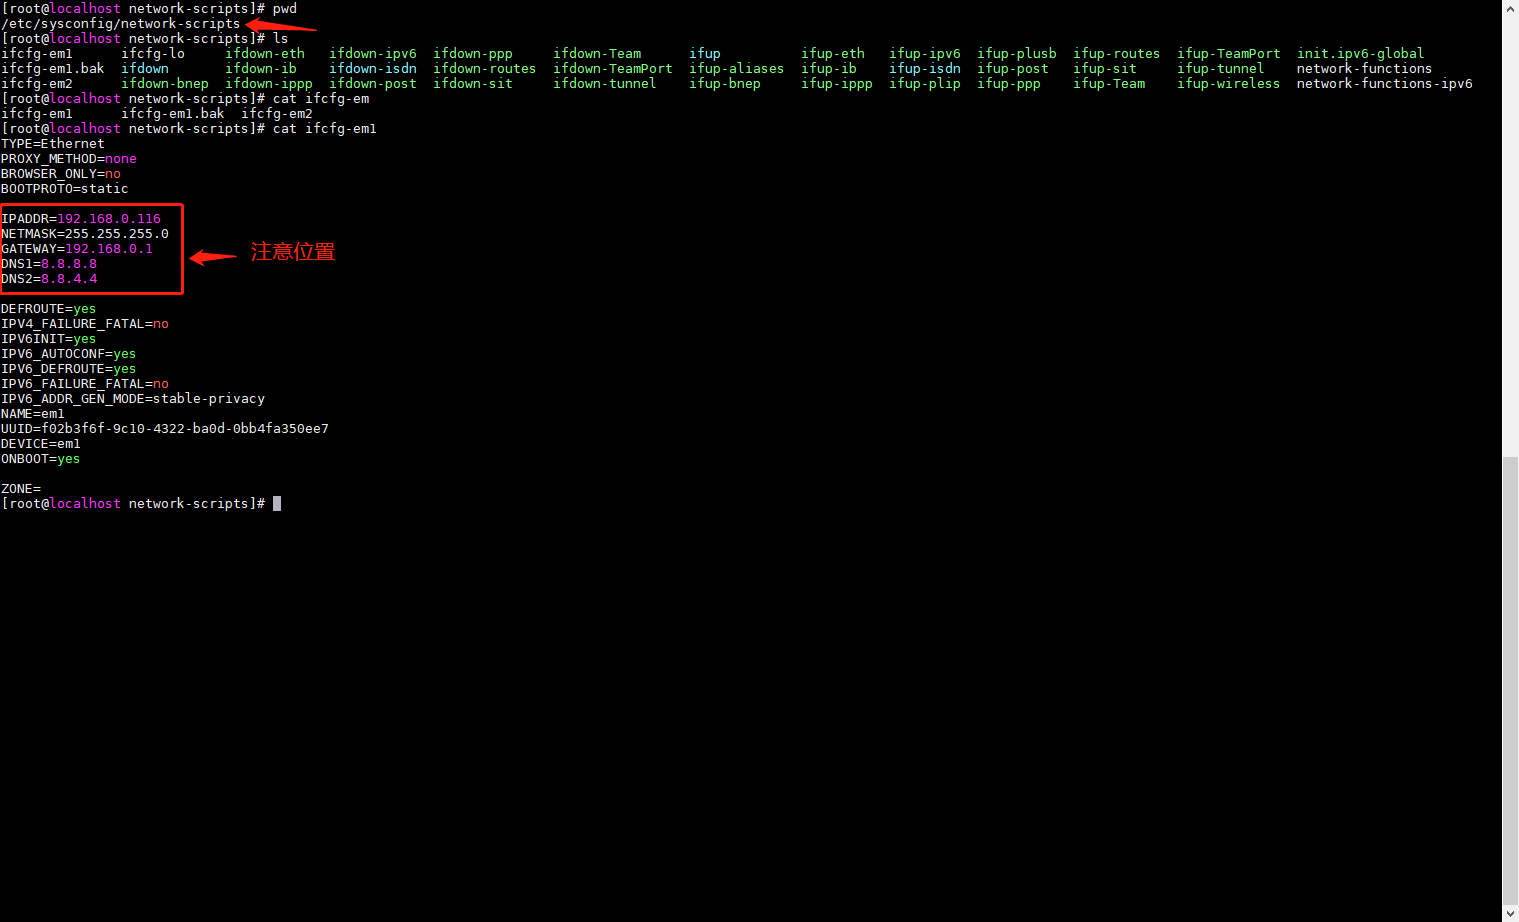 [root@localhost network-scripts]# pwd
/etc/sysconfig/network-scripts
[root@localhost network-scripts]# ls
ifcfg-em1 ifcfg-lo ifdown-eth ifdown-ipv6 ifdown-ppp ifdown-Team ifup ifup-eth ifup-ipv6 ifup-plusb ifup-routes ifup-TeamPort init.ipv6-global
ifcfg-em1.bak ifdown ifdown-ib ifdown-isdn ifdown-routes ifdown-TeamPort ifup-aliases ifup-ib ifup-isdn ifup-post ifup-sit ifup-tunnel network-functions
ifcfg-em2 ifdown-bnep ifdown-ippp ifdown-post ifdown-sit ifdown-tunnel ifup-bnep ifup-ippp ifup-plip ifup-ppp ifup-Team ifup-wireless network-functions-ipv6
[root@localhost network-scripts]# cat ifcfg-em
ifcfg-em1 ifcfg-em1.bak ifcfg-em2
[root@localhost network-scripts]# cat ifcfg-em1
TYPE=Ethernet
PROXY_METHOD=none
BROWSER_ONLY=no
BOOTPROTO=static
IPADDR=192.168.0.116
NETMASK=255.255.255.0
GATEWAY=192.168.0.1
注意位置
DNS1=8.8.8.8
DNS2=8.8.4.4
DEFROUTE=yes
IPV4_FAILURE_FATAL=no
IPV6INIT=yes
IPV6_AUTOCONF=yes
IPV6_DEFROUTE=yes
IPV6_FAILURE_FATAL=no
IPV6_ADDR_GEN_MODE=stable-privacy
NAME=em1
UUID=f02b3f6f-9c10-4322-ba0d-0bb4fa350ee7
DEVICE=em1
ONBOOT=yes
ZONE=
[root@localhost network-scripts]#